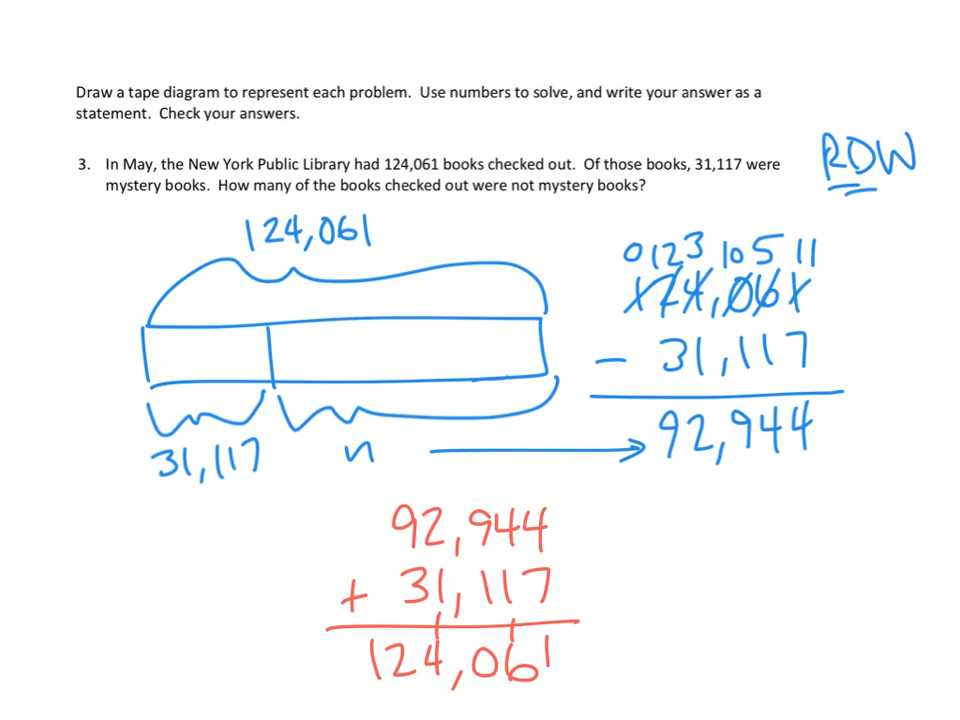 Draw a tape diagram to represent each problem. Use numbers to solve, and write your answer as a
statement. Check your answers.
3. In May, the New York Public Library had 124,061 books checked out. Of those books, 31,117 were
mystery books. How many of the books checked out were not mystery books?
RDW
124,061
31,117
n
0 12 3 10 5 11
124,061
- 31,117
92,944
92,944
+ 31,117
1 1
124,061